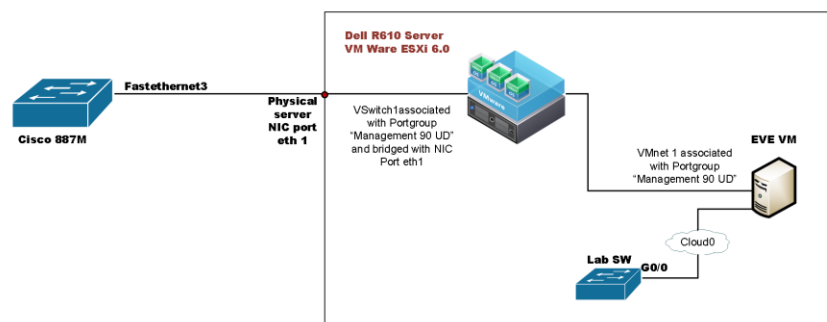 Dell R610 Server
VM Ware ESXi 6.0
Fastethernet3
Cisco 887M
Physical
server
NIC port
eth 1
VMware
VSwitch1associated
with Portgroup
“Management 90 UD”
and bridged with NIC
Port eth1
VMnet 1 associated
with Portgroup
“Management 90 UD”
EVE VM
Cloud0
Lab SW
G0/0